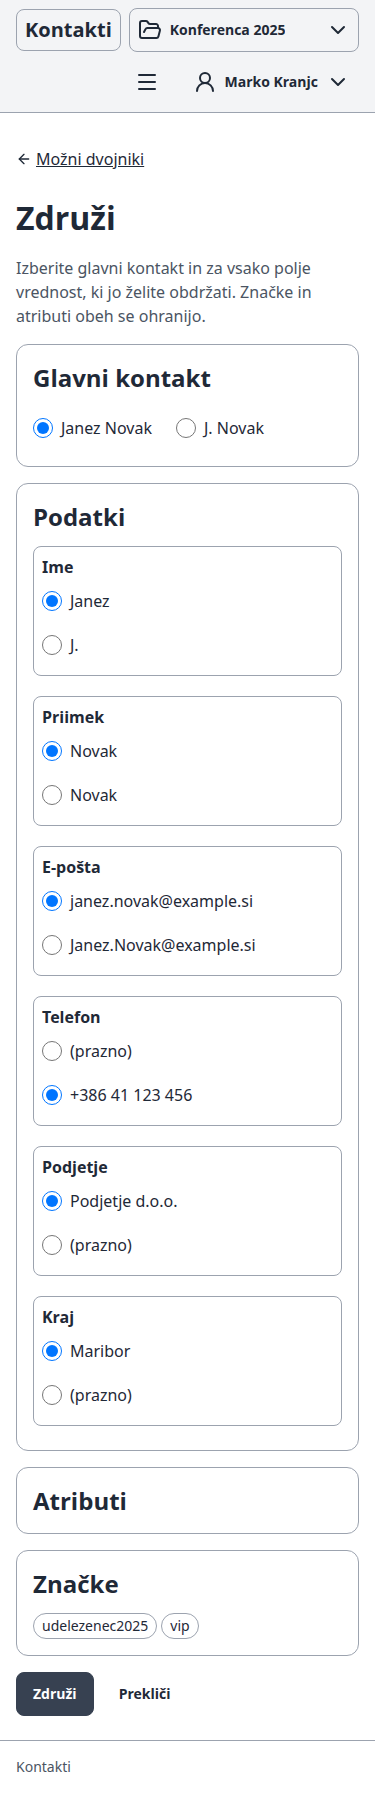 Kontakti
Konferenca 2025
Marko Kranjc
Možni dvojniki
Združi
Izberite glavni kontakt in za vsako polje
vrednost, ki jo želite obdržati. Značke in
atributi obeh se ohranijo.
Glavni kontakt
Janez Novak J. Novak
Podatki
Ime
Janez
J.
Priimek
Novak
Novak
E-pošta
janez.novak@example.si
Janez.Novak@example.si
Telefon
(prazno)
+386 41 123 456
Podjetje
Podjetje d.o.o.
(prazno)
Kraj
Maribor
(prazno)
Atributi
Značke
udelezenec2025 vip
Združi Prekliči
Kontakti